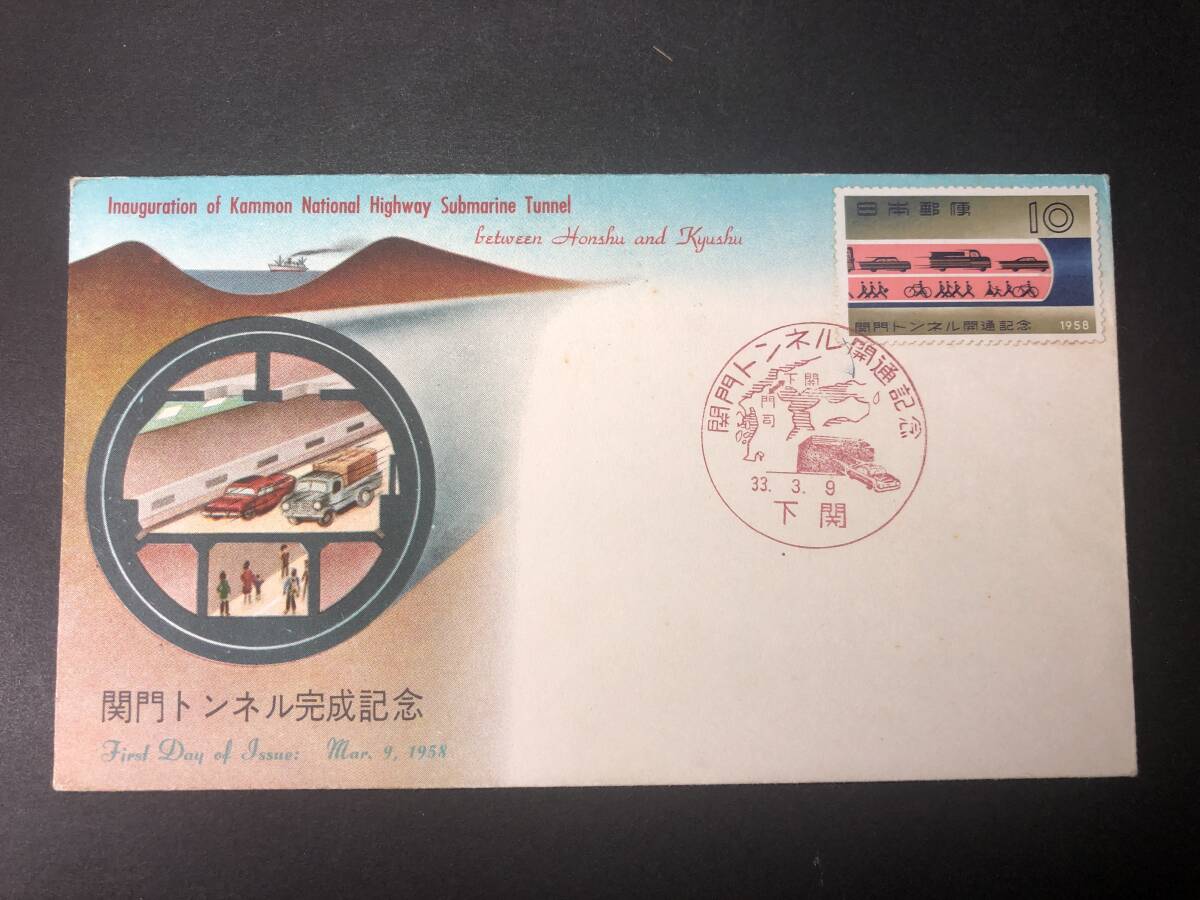 Inauguration of Kammon National Highway Submarine Tunnel
between Honshu and Kyushu
日本郵便 10
関門トンネル開通記念 1958
関門トンネル開通記念
下関
門司
33. 3. 9
下関
関門トンネル完成記念
First Day of Issue: Mar. 9, 1958